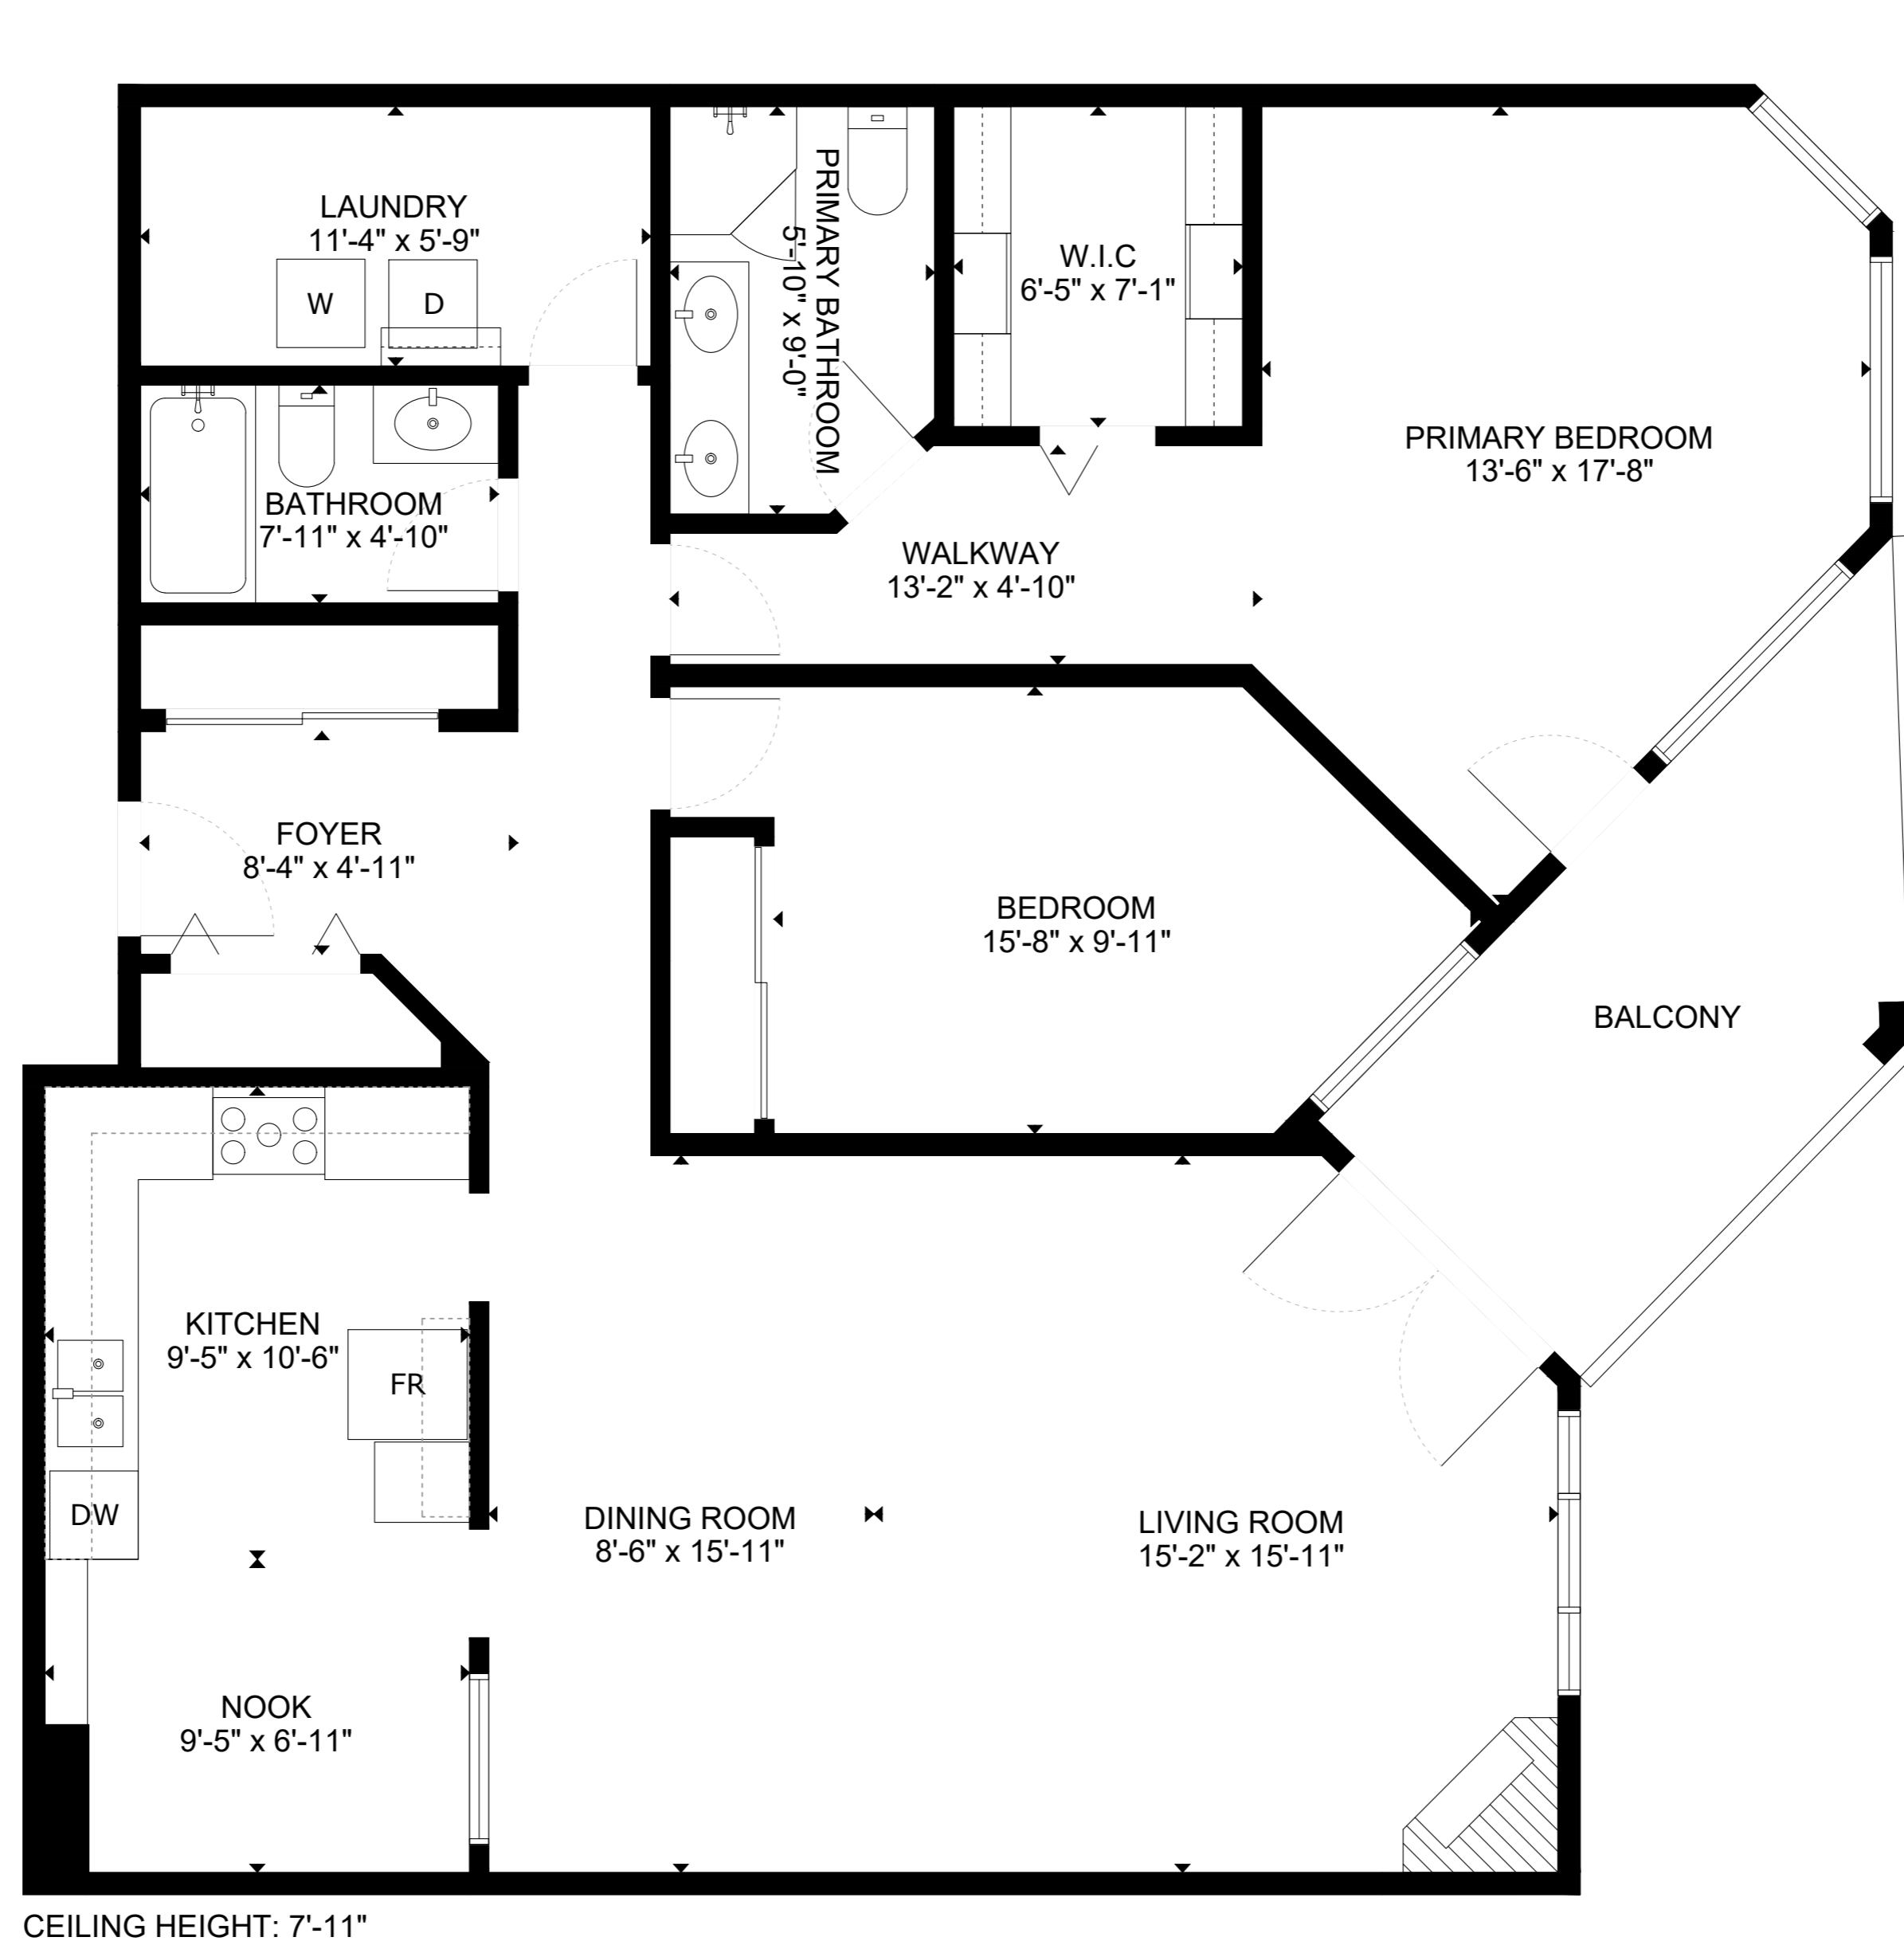 LAUNDRY
11'-4" x 5'-9"
W
D
PRIMARY BATHROOM
5'-10" x 9'-0"
W.I.C
6'-5" x 7'-1"
PRIMARY BEDROOM
13'-6" x 17'-8"
BATHROOM
7'-11" x 4'-10"
WALKWAY
13'-2" x 4'-10"
FOYER
8'-4" x 4'-11"
BEDROOM
15'-8" x 9'-11"
BALCONY
KITCHEN
9'-5" x 10'-6"
FR
DW
DINING ROOM
8'-6" x 15'-11"
LIVING ROOM
15'-2" x 15'-11"
NOOK
9'-5" x 6'-11"
CEILING HEIGHT: 7'-11"